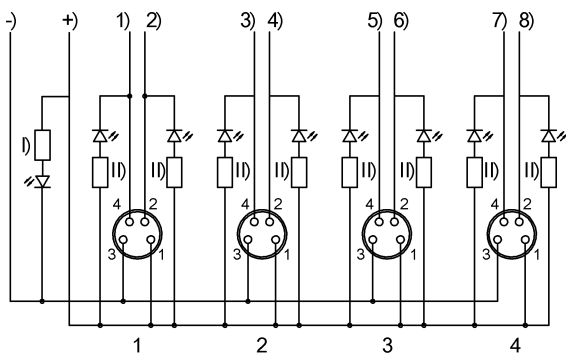 -) +) 1) 2) 3) 4) 5) 6) 7) 8)
I) II) II) II) II) II) II) II) II)
4 2 4 2 4 2 4 2
3 1 3 1 3 1 3 1
1 2 3 4